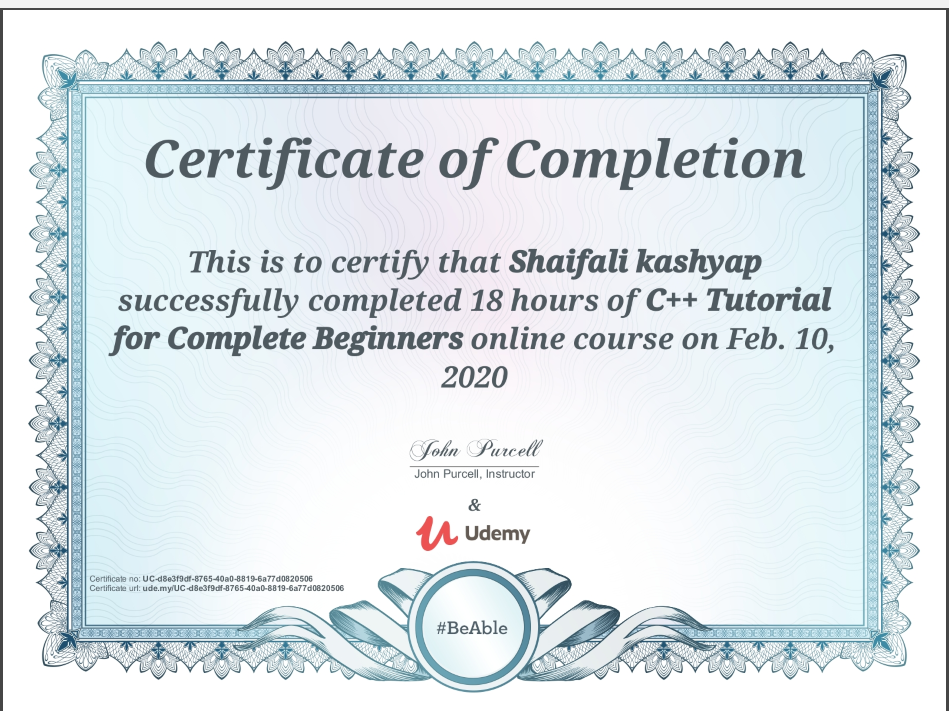 Certificate of Completion
This is to certify that Shaifali kashyap
successfully completed 18 hours of C++ Tutorial
for Complete Beginners online course on Feb. 10,
2020
John Purcell
John Purcell, Instructor
&
Udemy
Certificate no: UC-d8e3f9df-8765-40a0-8819-6a77d0820506
Certificate url: ude.my/UC-d8e3f9df-8765-40a0-8819-6a77d0820506
#BeAble